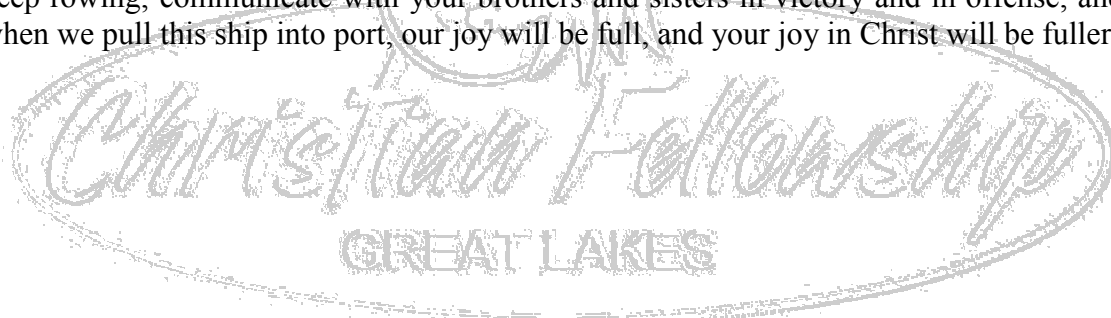 eep rowing, communicate with your brothers and sisters in victory and in offense, and
when we pull this ship into port, our joy will be full, and your joy in Christ will be fuller
Christian Fellowship
GREAT LAKES